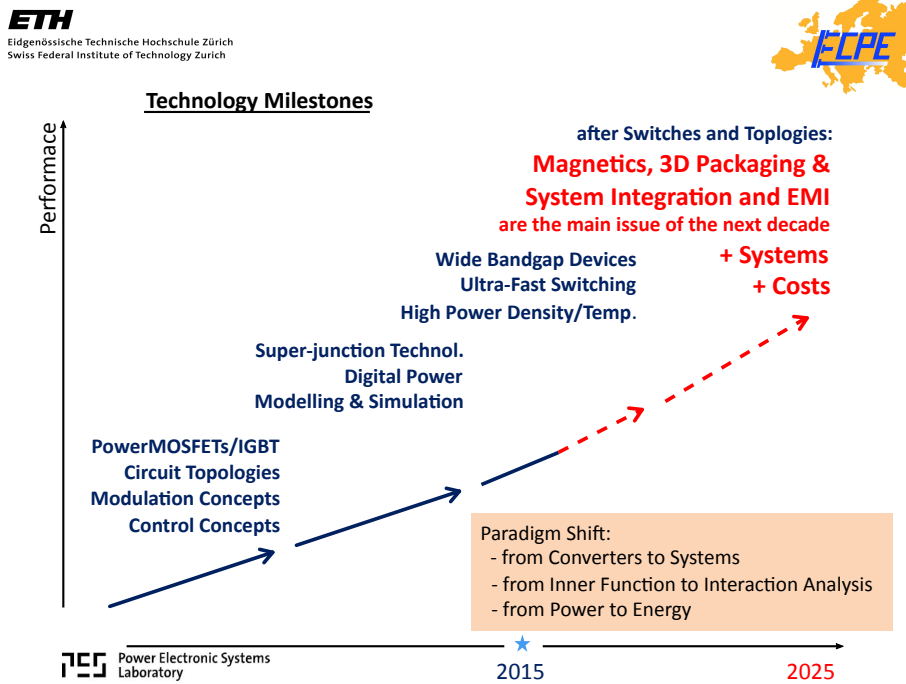 ETH
Eidgenössische Technische Hochschule Zürich
Swiss Federal Institute of Technology Zurich
ECPE
Technology Milestones
Performace
after Switches and Toplogies:
Magnetics, 3D Packaging &
System Integration and EMI
are the main issue of the next decade
+ Systems
+ Costs
Wide Bandgap Devices
Ultra-Fast Switching
High Power Density/Temp.
Super-junction Technol.
Digital Power
Modelling & Simulation
PowerMOSFETs/IGBT
Circuit Topologies
Modulation Concepts
Control Concepts
Paradigm Shift:
- from Converters to Systems
- from Inner Function to Interaction Analysis
- from Power to Energy
PES
Power Electronic Systems
Laboratory
2015
2025